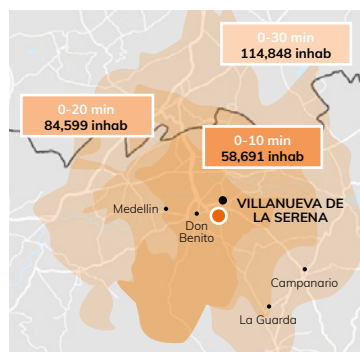 0-30 min
114,848 inhab
0-20 min
84,599 inhab
0-10 min
58,691 inhab
VILLANUEVA DE
LA SERENA
Medellin
Don
Benito
Campanario
La Guarda